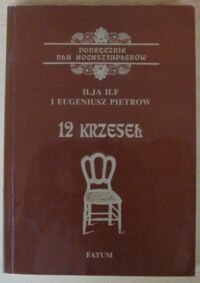 PODRĘCZNIK
DLA HOCHSZTAPLERÓW
ILJA ILF
I EUGENIUSZ PIETROW
12 KRZESEŁ
FATUM